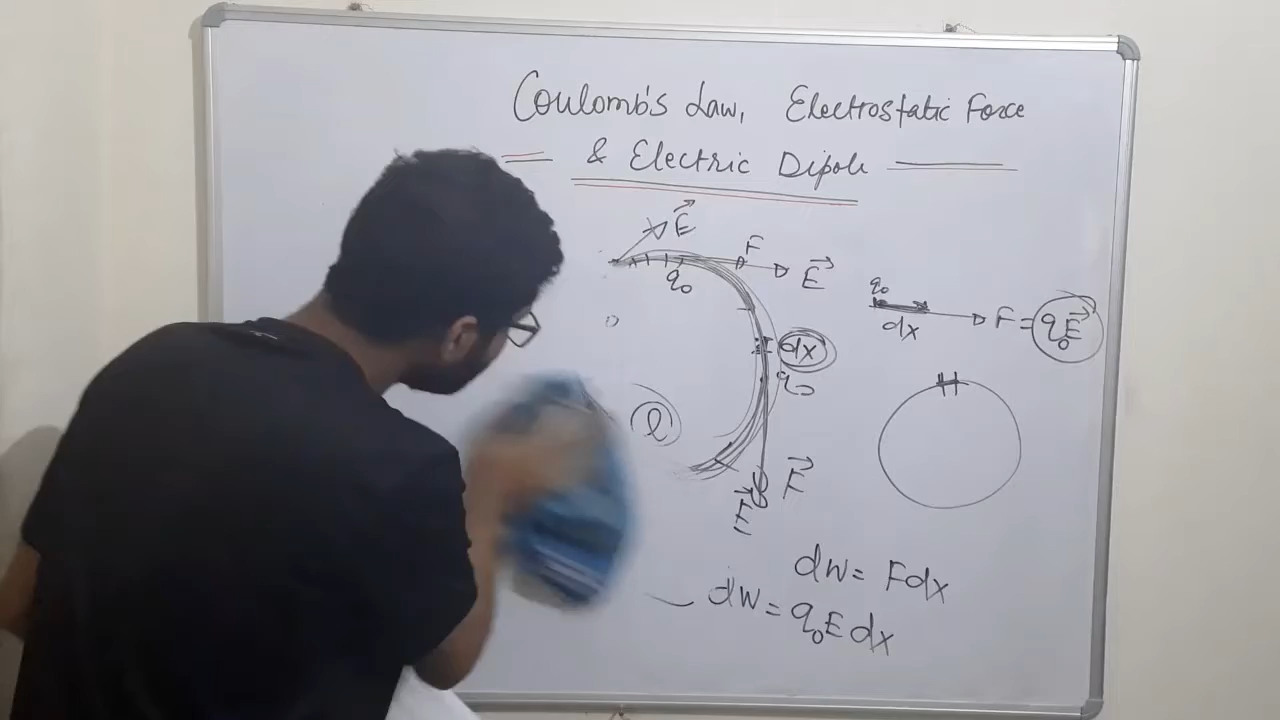 Coulomb's Law, Electrostatic Force
& Electric Dipole
E
F
E
q₀
q₀
dx
F = q₀E
dx
q₀
l
F
E
dW = Fdx
dW = q₀Edx